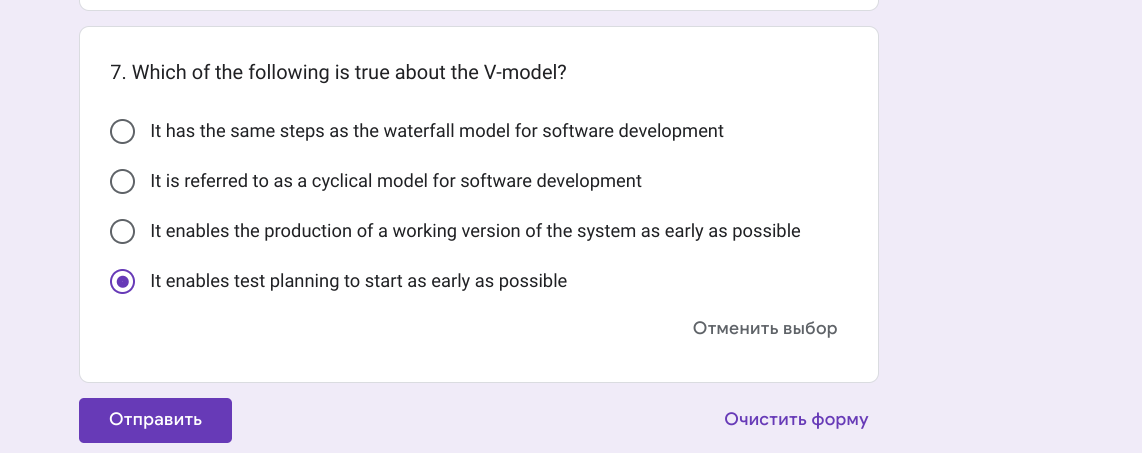 7. Which of the following is true about the V-model?
It has the same steps as the waterfall model for software development
It is referred to as a cyclical model for software development
It enables the production of a working version of the system as early as possible
It enables test planning to start as early as possible
Отменить выбор
Отправить
Очистить форму